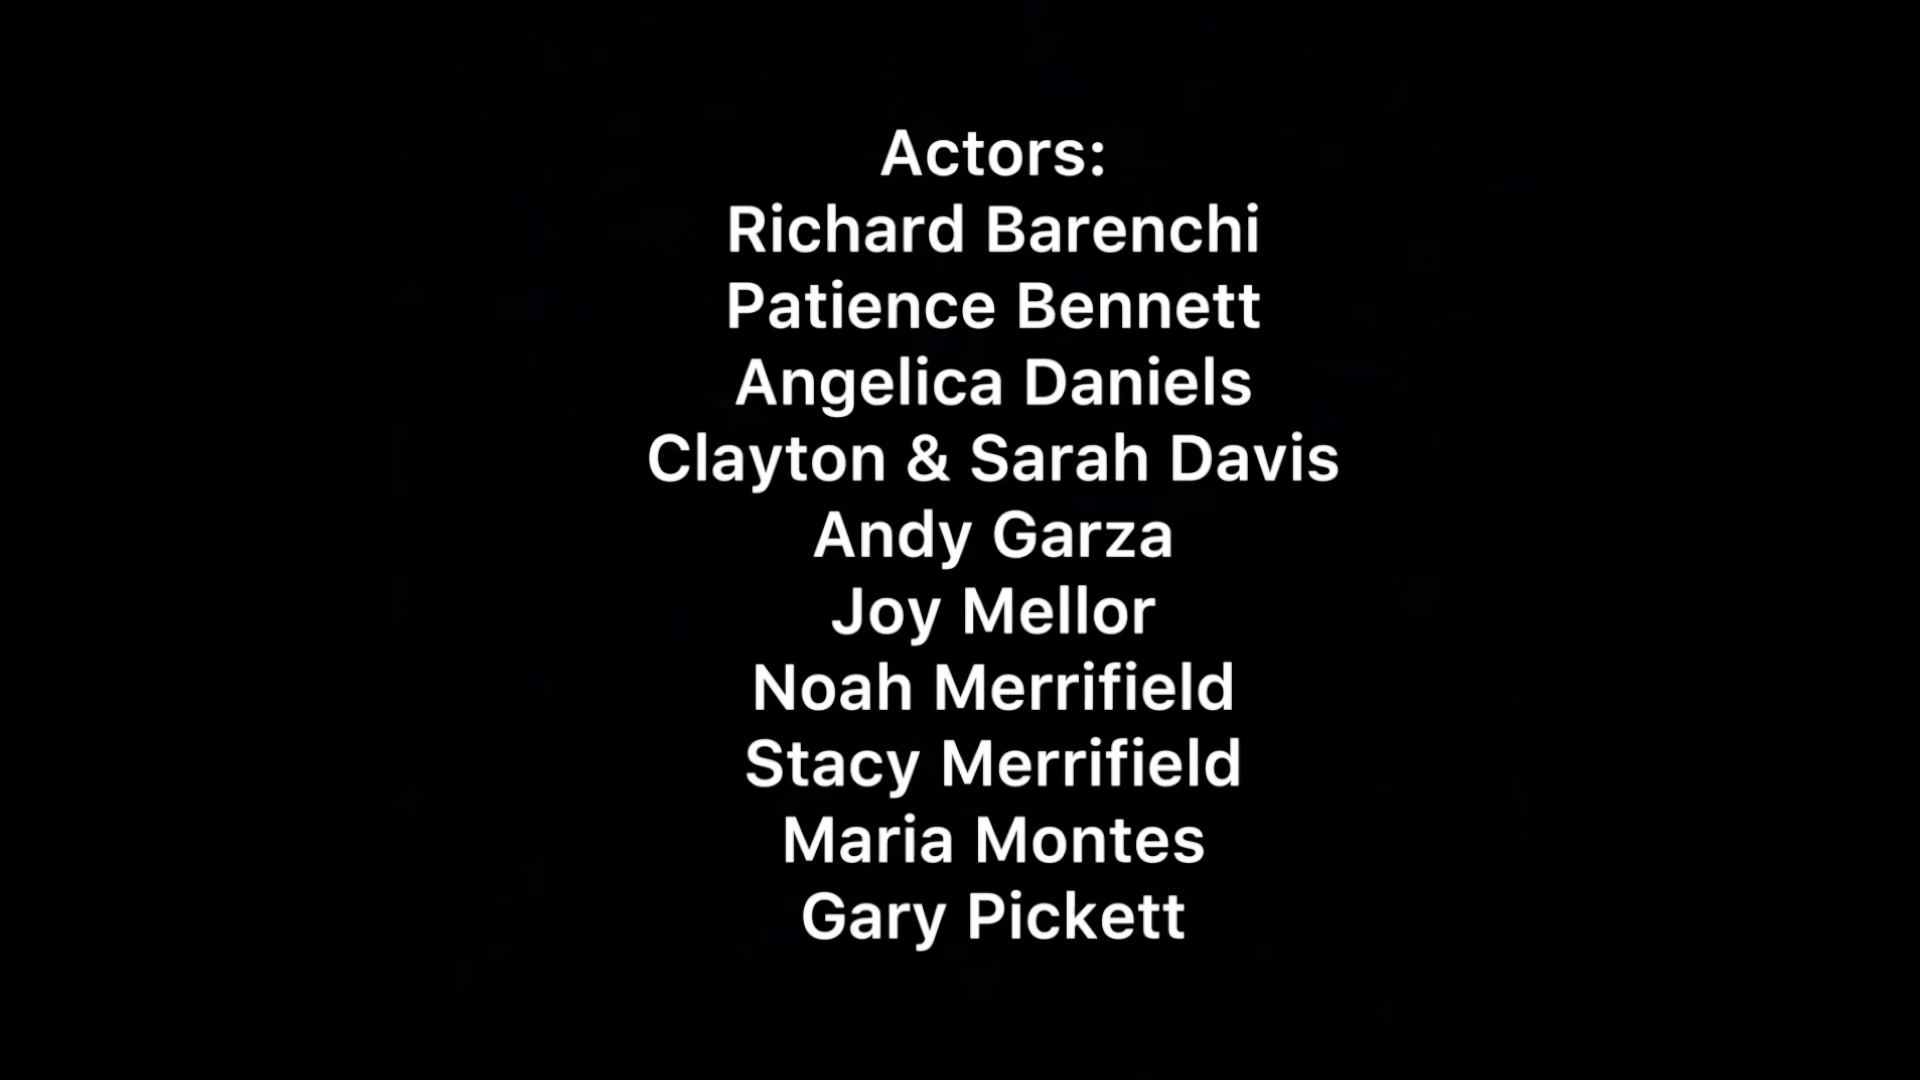 Actors:
Richard Barenchi
Patience Bennett
Angelica Daniels
Clayton & Sarah Davis
Andy Garza
Joy Mellor
Noah Merrifield
Stacy Merrifield
Maria Montes
Gary Pickett